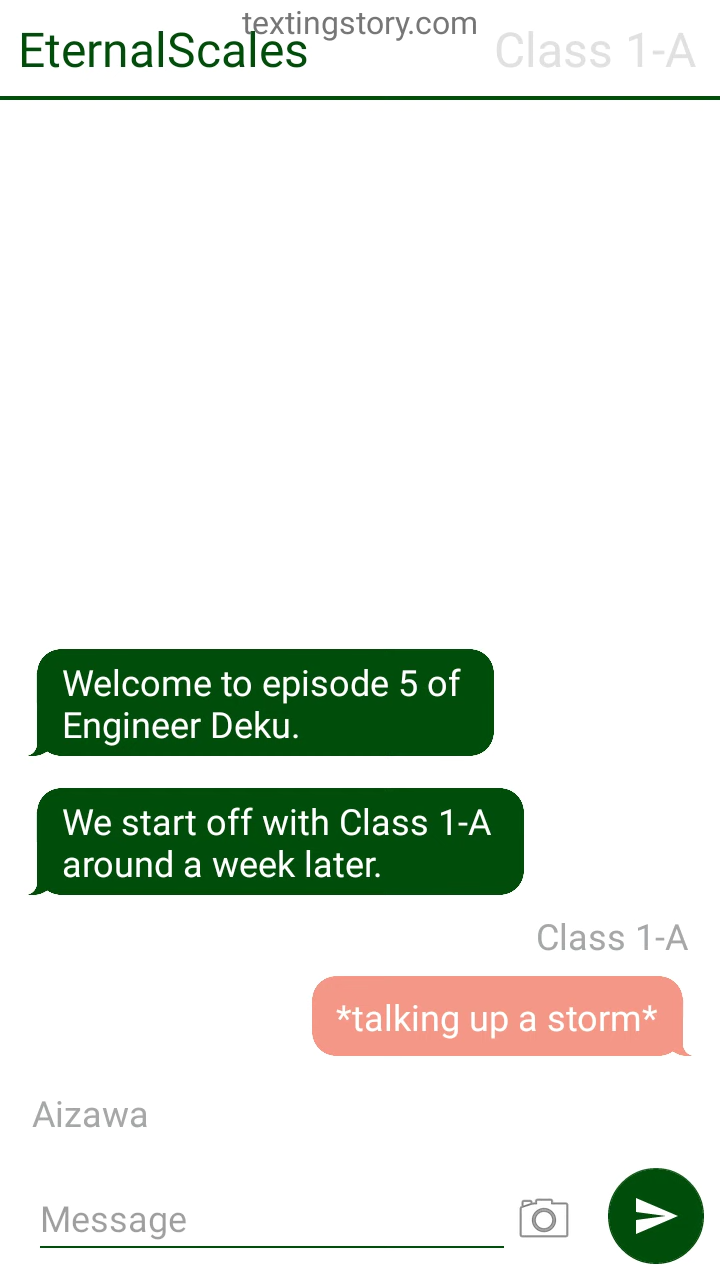 textingstory.com
EternalScales
Class 1-A
Welcome to episode 5 of
Engineer Deku.
We start off with Class 1-A
around a week later.
Class 1-A
*talking up a storm*
Aizawa
Message